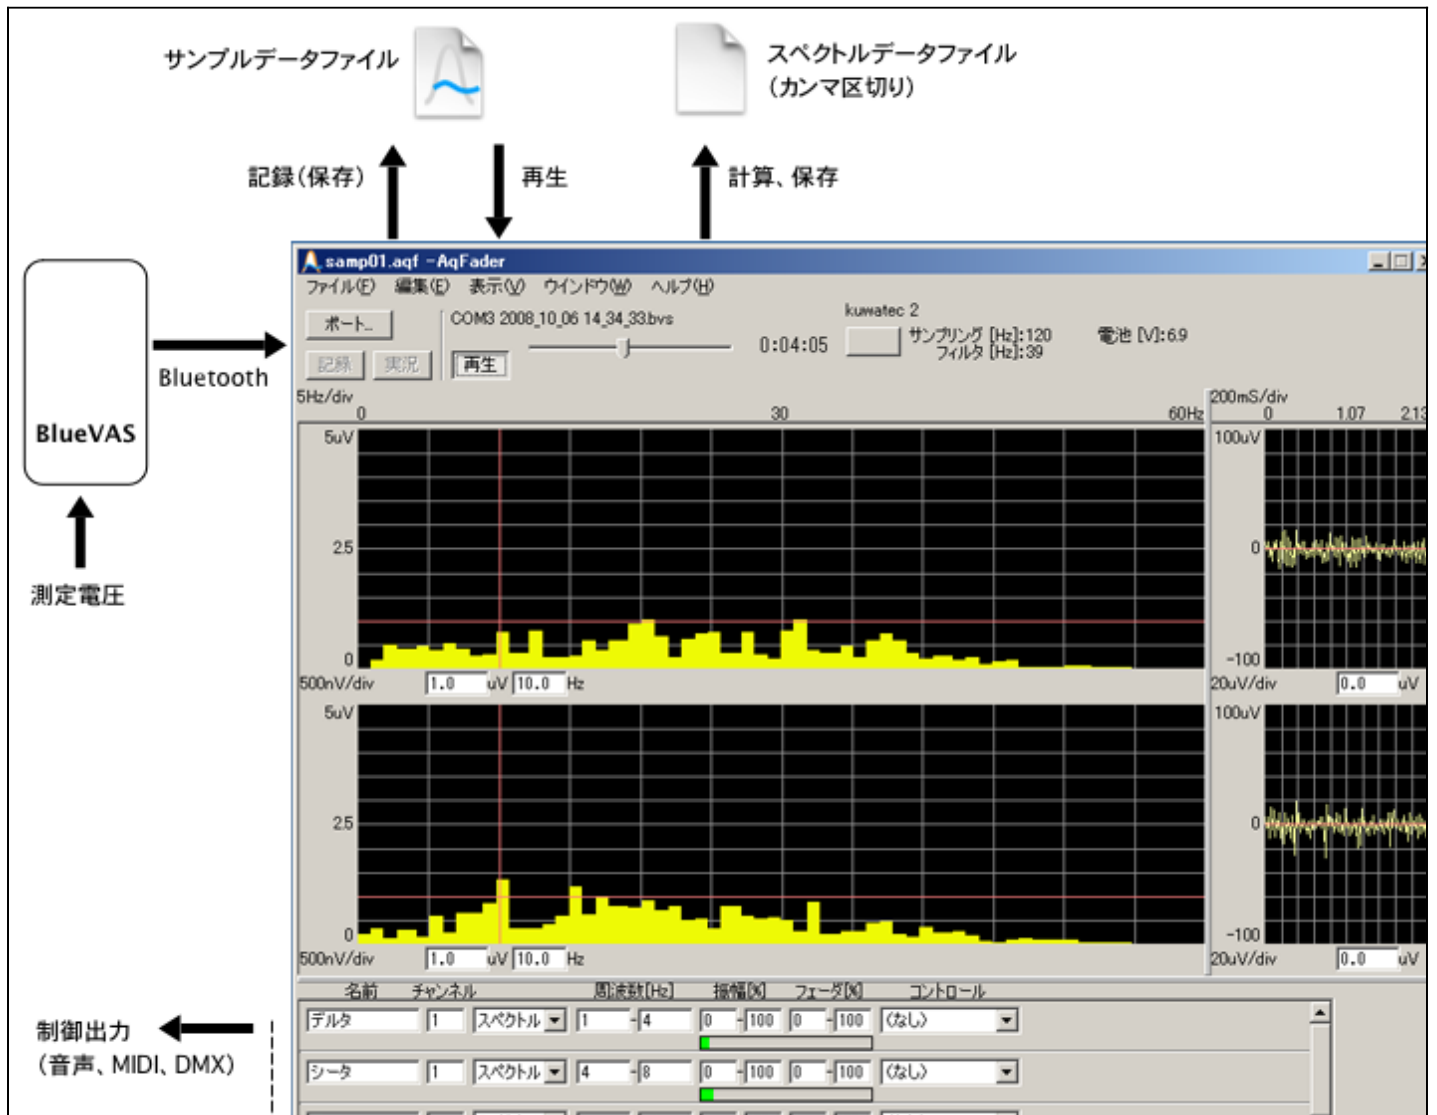 サンプルデータファイル
スペクトルデータファイル
（カンマ区切り）
記録（保存）
再生
計算、保存
samp01.aqf -AqFader
ファイル(F) 編集(E) 表示(V) ウインドウ(W) ヘルプ(H)
ポート...
COM3 2008_10_06 14_34_33.bvs
0:04:05
kuwatec 2
サンプリング [Hz]:120
フィルタ [Hz]:39
電池 [V]:6.9
記録 実況 再生
Bluetooth
BlueVAS
測定電圧
5Hz/div
0 30 60Hz
200mS/div
0 1.07 2.13
5uV
2.5
0
100uV
0
-100
500nV/div 1.0 uV 10.0 Hz
20uV/div 0.0 uV
5uV
2.5
0
100uV
0
-100
500nV/div 1.0 uV 10.0 Hz
20uV/div 0.0 uV
名前 チャンネル 周波数[Hz] 振幅[%] フェーダ[%] コントロール
デルタ 1 スペクトル 1 -4 0 -100 0 -100 (なし)
シータ 1 スペクトル 4 -8 0 -100 0 -100 (なし)
制御出力
（音声、MIDI、DMX）